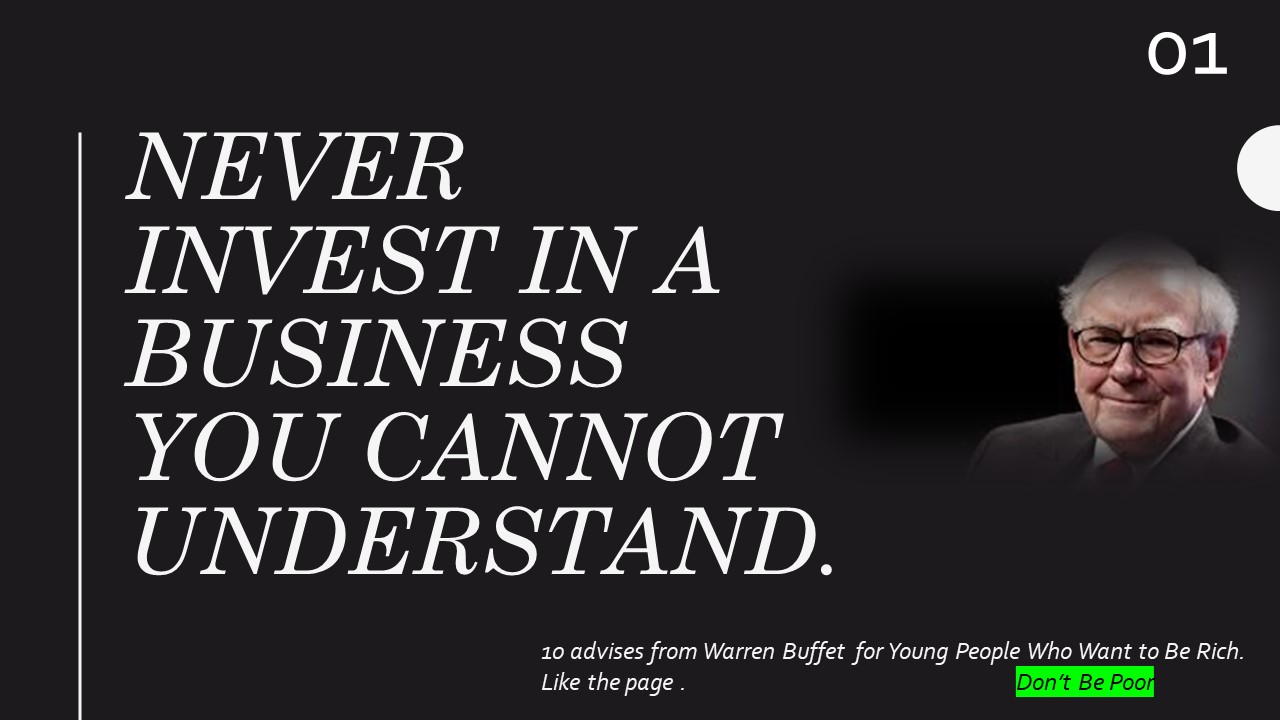 01
NEVER
INVEST IN A
BUSINESS
YOU CANNOT
UNDERSTAND.
10 advises from Warren Buffet for Young People Who Want to Be Rich.
Like the page . Don't Be Poor